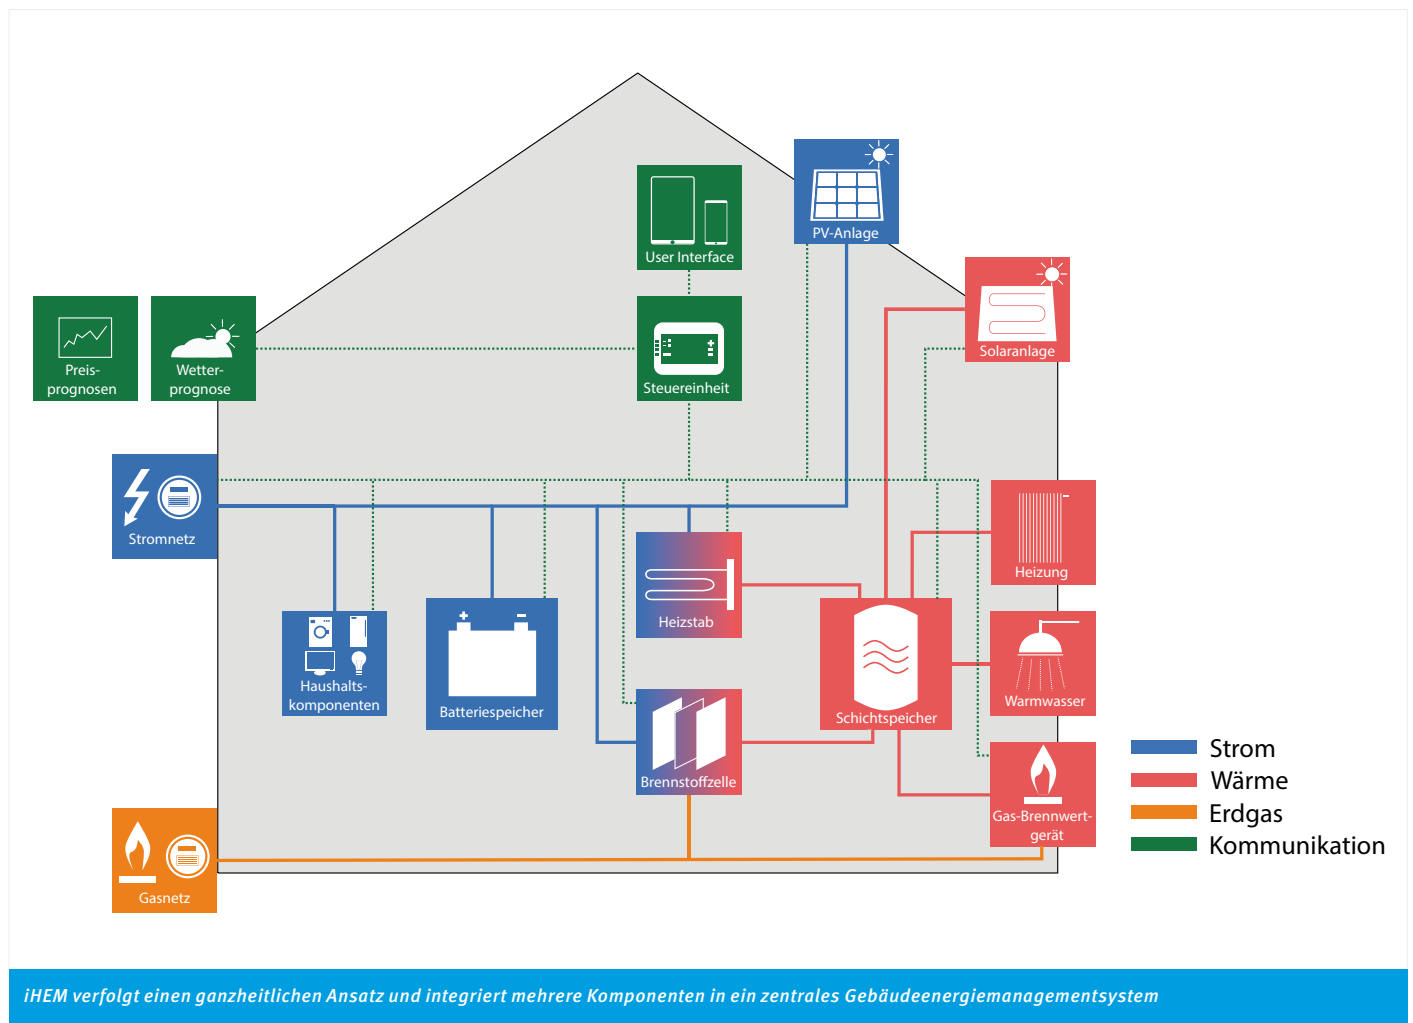 User Interface
PV-Anlage
Solaranlage
Preis-
prognosen
Wetter-
prognose
Steuereinheit
Stromnetz
Heizung
Heizstab
Haushalts-
komponenten
Batteriespeicher
Schichtspeicher
Warmwasser
Brennstoffzelle
Gas-Brennwert-
gerät
Gasnetz
Strom
Wärme
Erdgas
Kommunikation
iHEM verfolgt einen ganzheitlichen Ansatz und integriert mehrere Komponenten in ein zentrales Gebäudeenergiemanagementsystem